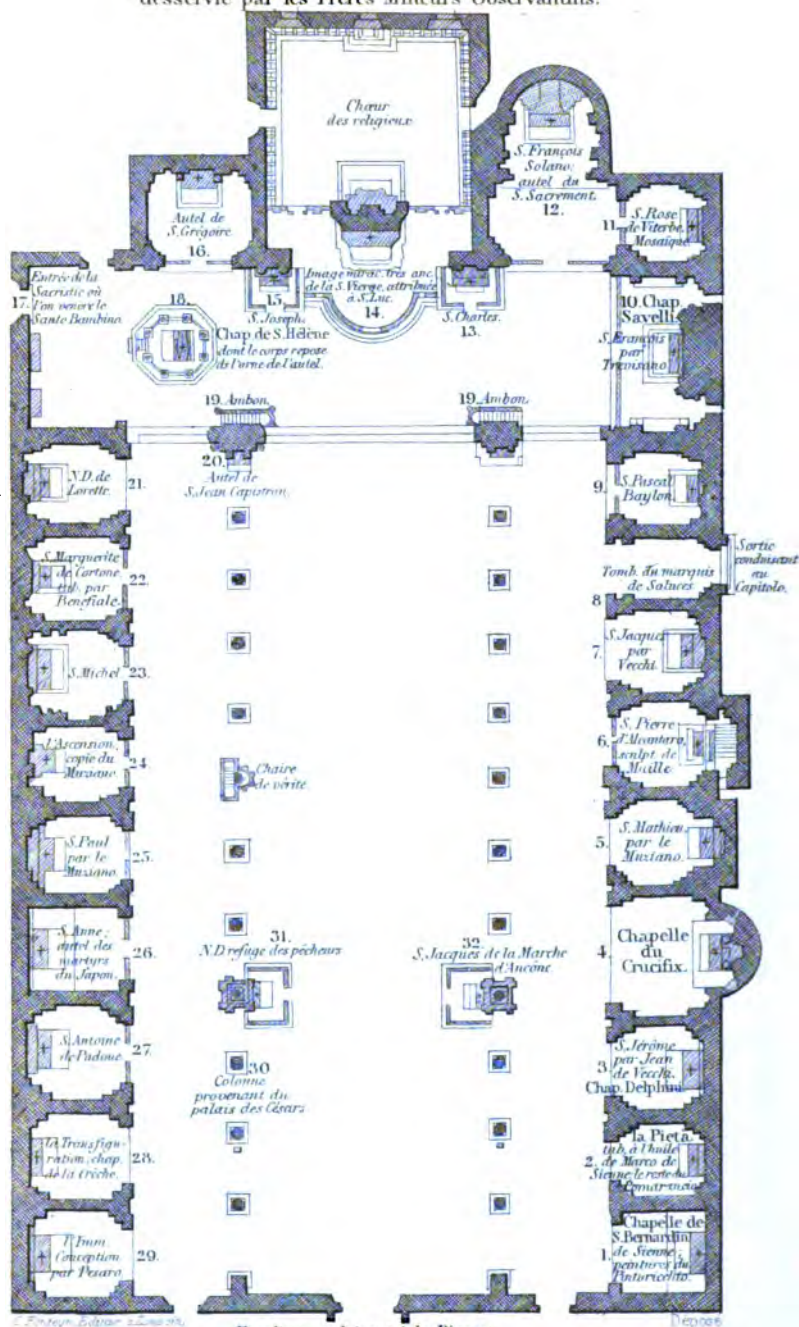 desservie par les Frères Mineurs Observantins.
Chœur
des religieux.
S. François
Solano;
autel du
S. Sacrement.
12.
Autel de
S. Grégoire.
16.
11.
S. Rose
de Viterbe.
Mosaïque.
17.
Entrée de la
Sacristie où
l'on vénère le
Santo Bambino.
18.
Chap. de S. Hélène
dont le corps repose
ds l'urne de l'autel.
15.
S. Joseph.
Image mirac. très anc.
de la S. Vierge, attribuée
à S. Luc.
14.
S. Charles.
13.
10. Chap.
Savelli
S. François
par
Trevisano
19. Ambon.
19. Ambon.
20.
Autel de
S. Jean Capistran.
N.D. de
Lorette.
21.
9.
S. Pascal
Baylon.
S. Marguerite
de Cortone
tab. par
Benefiale.
22.
Tomb. du marquis
de Saluces
8
Sortie
conduisant
au
Capitole.
S. Michel.
23.
7.
S. Jacques
par
Vecchi.
l'Ascension,
copie du
Muziano.
24.
Chaire
de vérité.
6.
S. Pierre
d'Alcantara,
sculpt. de
Maille.
S. Paul
par le
Muziano.
25.
5.
S. Mathieu,
par le
Muziano.
S. Anne;
autel des
martyrs
du Japon.
26.
31.
N.D. refuge des pécheurs
32.
S. Jacques de la Marche
d'Ancône.
4.
Chapelle
du
Crucifix.
S. Antoine
de Padoue.
27.
30
Colonne
provenant du
palais des Césars
3.
S. Jérôme
par Jean
de Vecchi.
Chap. Delphini
la Transfigu-
ration; chap.
de la Crèche.
28.
la Pieta.
tab. à l'huile
2. de Marco de
Sienne, le reste du
Pomarancio.
l'Imm.
Conception
par Pesaro.
29.
1.
Chapelle de
S. Bernardin
de Sienne;
peintures du
Pinturicchio.
Déposé